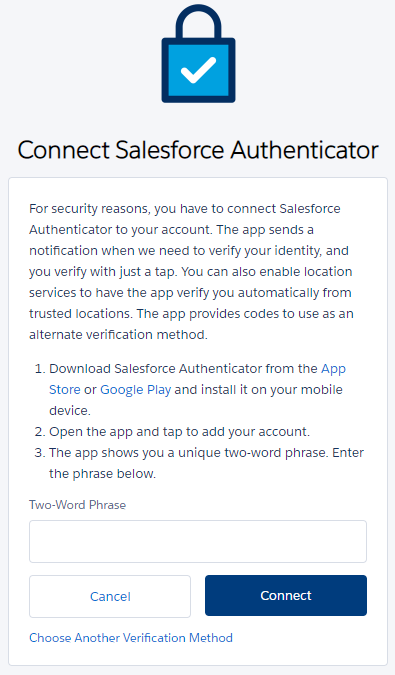 Connect Salesforce Authenticator
For security reasons, you have to connect Salesforce
Authenticator to your account. The app sends a
notification when we need to verify your identity, and
you verify with just a tap. You can also enable location
services to have the app verify you automatically from
trusted locations. The app provides codes to use as an
alternate verification method.
1. Download Salesforce Authenticator from the App
Store or Google Play and install it on your mobile
device.
2. Open the app and tap to add your account.
3. The app shows you a unique two-word phrase. Enter
the phrase below.
Two-Word Phrase
Cancel
Connect
Choose Another Verification Method